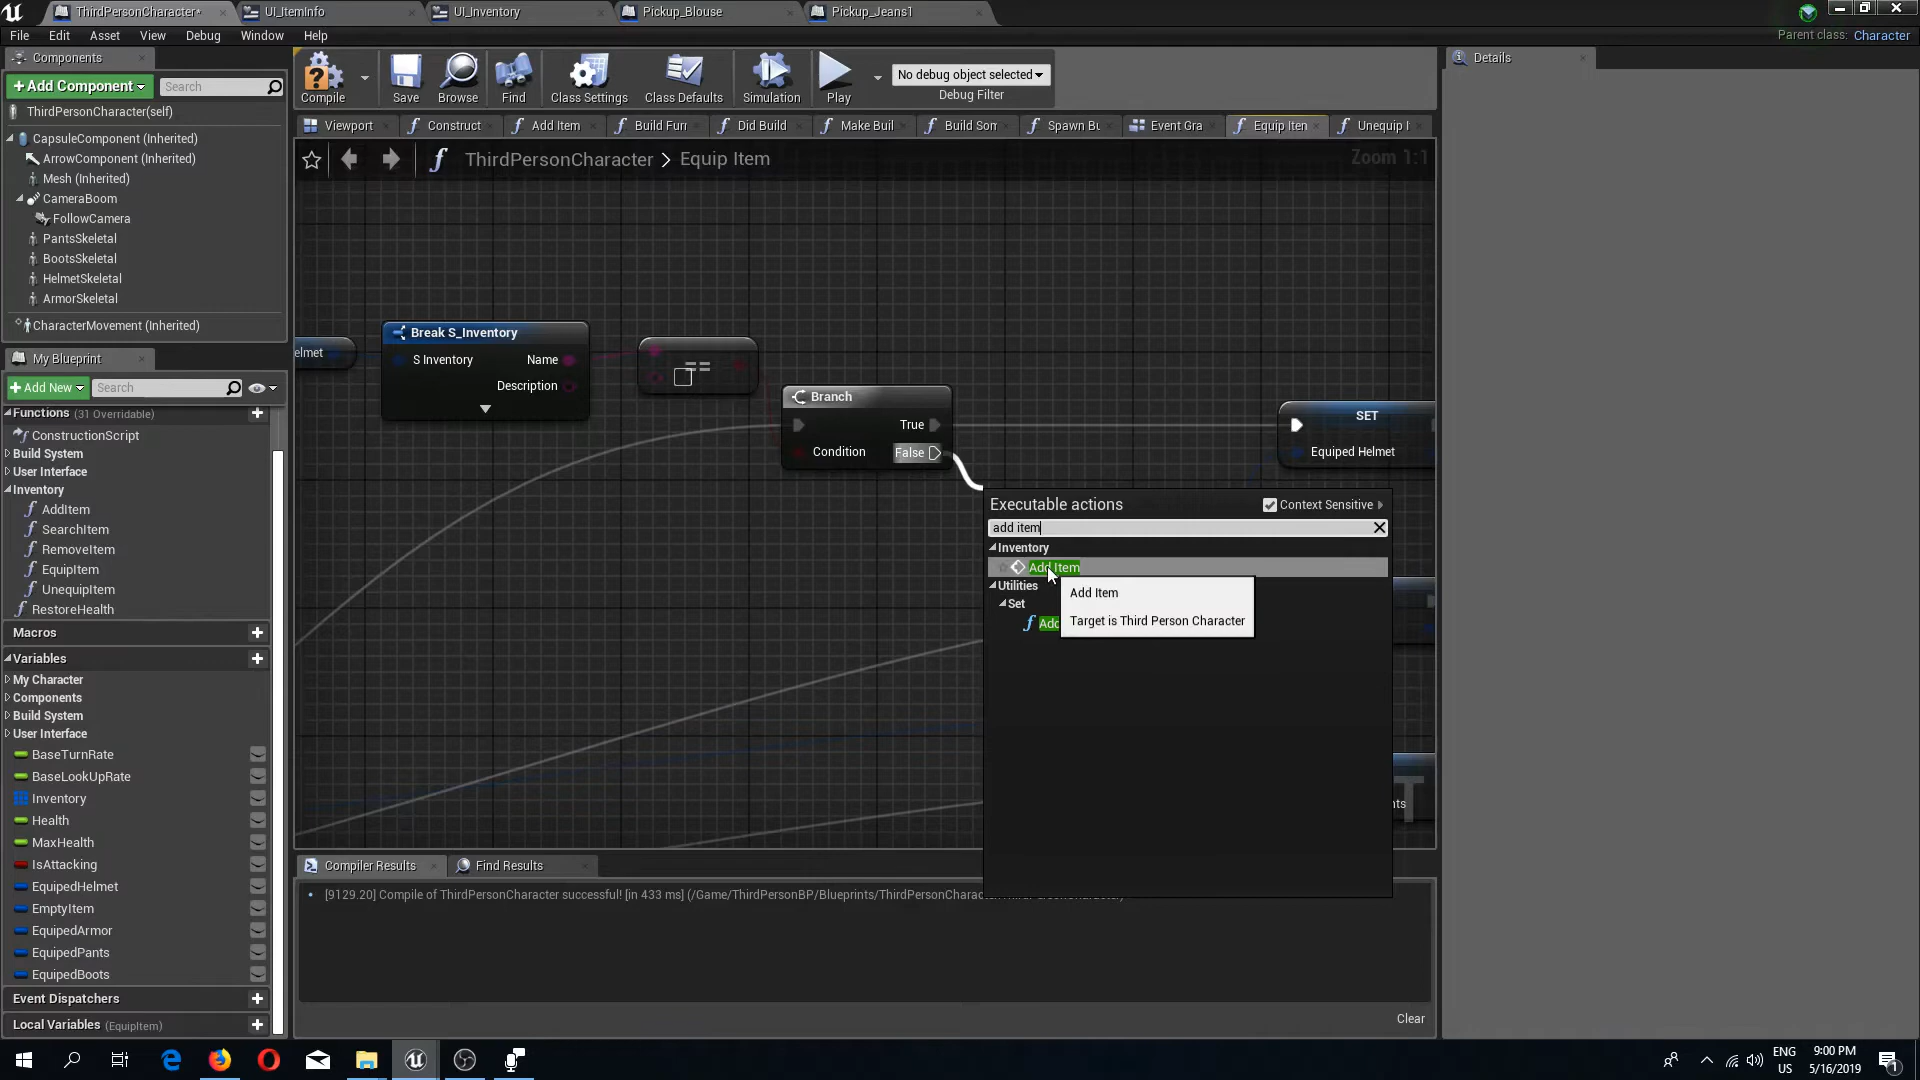 ThirdPersonCharacter*
UI_ItemInfo
UI_Inventory
Pickup_Blouse
Pickup_Jeans1
File
Edit
Asset
View
Debug
Window
Help
Parent class: Character
Components
+ Add Component
Search
ThirdPersonCharacter(self)
CapsuleComponent (Inherited)
ArrowComponent (Inherited)
Mesh (Inherited)
CameraBoom
FollowCamera
PantsSkeletal
BootsSkeletal
HelmetSkeletal
ArmorSkeletal
CharacterMovement (Inherited)
My Blueprint
+ Add New
Search
Functions (31 Overridable)
ConstructionScript
Build System
User Interface
Inventory
AddItem
SearchItem
RemoveItem
EquipItem
UnequipItem
RestoreHealth
Macros
Variables
My Character
Components
Build System
User Interface
BaseTurnRate
BaseLookUpRate
Inventory
Health
MaxHealth
IsAttacking
EquipedHelmet
EmptyItem
EquipedArmor
EquipedPants
EquipedBoots
Event Dispatchers
Local Variables (EquipItem)
Compile
Save
Browse
Find
Class Settings
Class Defaults
Simulation
Play
No debug object selected
Debug Filter
Viewport
Construct
Add Item
Build Furi
Did Build
Make Buil
Build Som
Spawn Bu
Event Gra
Equip Iten
Unequip I
ThirdPersonCharacter > Equip Item
Zoom 1:1
elmet
Break S_Inventory
S Inventory
Name
Description
==
Branch
True
Condition
False
SET
Equiped Helmet
nts
Executable actions
Context Sensitive
add item
Inventory
Add Item
Utilities
Set
Add
Add Item
Target is Third Person Character
Compiler Results
Find Results
[9129.20] Compile of ThirdPersonCharacter successful! [in 433 ms] (/Game/ThirdPersonBP/Blueprints/ThirdPersonCharacter
Clear
Details
ENG
US
9:00 PM
5/16/2019
1